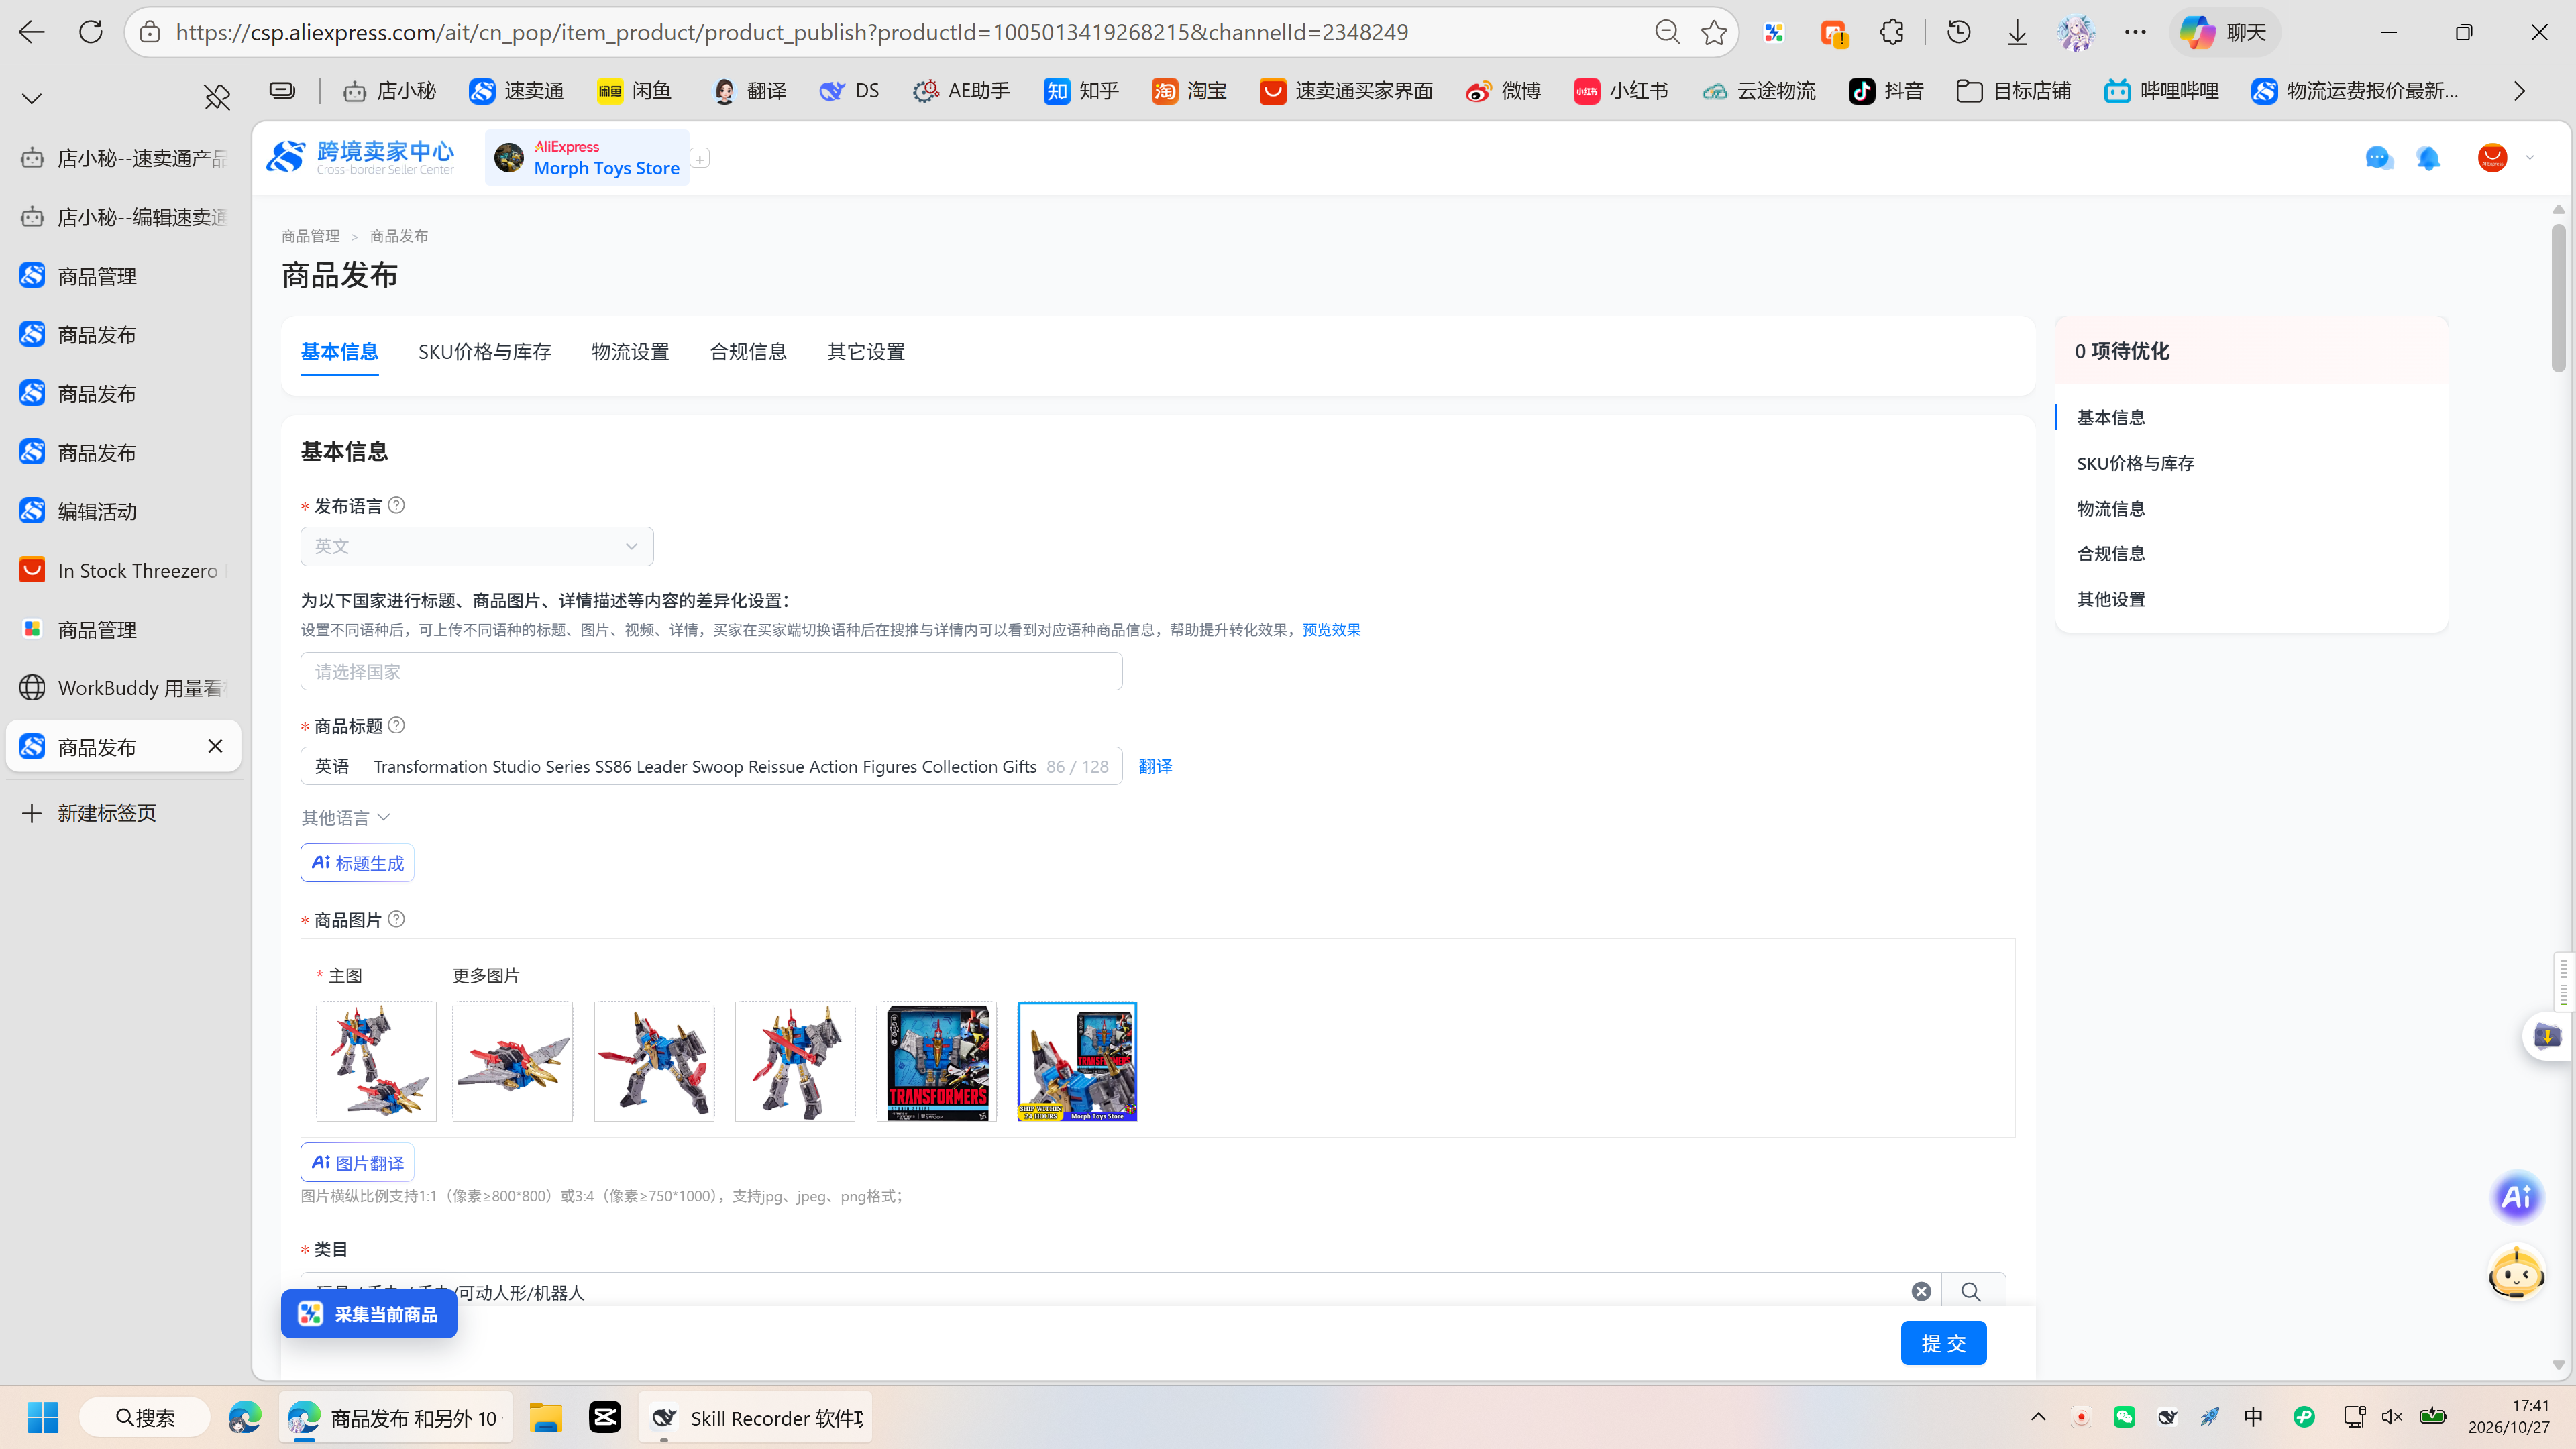 https://csp.aliexpress.com/ait/cn_pop/item_product/product_publish?productId=1005013419268215&channelId=2348249
聊天
店小秘
速卖通
闲鱼
翻译
DS
AE助手
知乎
淘宝
速卖通买家界面
微博
小红书
云途物流
抖音
目标店铺
哔哩哔哩
物流运费报价最新...
店小秘--速卖通产品
店小秘--编辑速卖通
商品管理
商品发布
商品发布
商品发布
编辑活动
In Stock Threezero
商品管理
WorkBuddy 用量看
商品发布
新建标签页
跨境卖家中心
Cross-border Seller Center
AliExpress
Morph Toys Store
商品管理 > 商品发布
商品发布
基本信息
SKU价格与库存
物流设置
合规信息
其它设置
0 项待优化
基本信息
SKU价格与库存
物流信息
合规信息
其他设置
基本信息
* 发布语言
英文
为以下国家进行标题、商品图片、详情描述等内容的差异化设置：
设置不同语种后，可上传不同语种的标题、图片、视频、详情，买家在买家端切换语种后在搜推与详情内可以看到对应语种商品信息，帮助提升转化效果，预览效果
请选择国家
* 商品标题
英语 Transformation Studio Series SS86 Leader Swoop Reissue Action Figures Collection Gifts 86 / 128 翻译
其他语言
Ai 标题生成
* 商品图片
* 主图
更多图片
TRANSFORMERS
TRANSFORMERS
SHIP WITHIN
24 HOURS
Morph Toys Store
Ai 图片翻译
图片横纵比例支持1:1（像素≥800*800）或3:4（像素≥750*1000），支持jpg、jpeg、png格式；
* 类目
/可动人形/机器人
采集当前商品
提 交
Ai
搜索
商品发布 和另外 10
Skill Recorder 软件项
中
17:41
2026/10/27